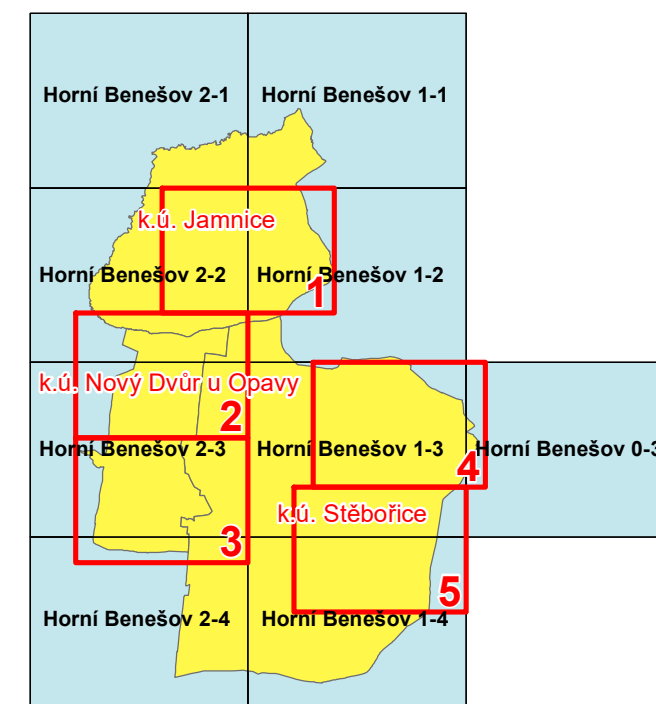 Horní Benešov 2-1
Horní Benešov 1-1
k.ú. Jamnice
Horní Benešov 2-2
Horní Benešov 1-2
1
k.ú. Nový Dvůr u Opavy
2
Horní Benešov 2-3
Horní Benešov 1-3
4
Horní Benešov 0-3
k.ú. Stěbořice
3
5
Horní Benešov 2-4
Horní Benešov 1-4